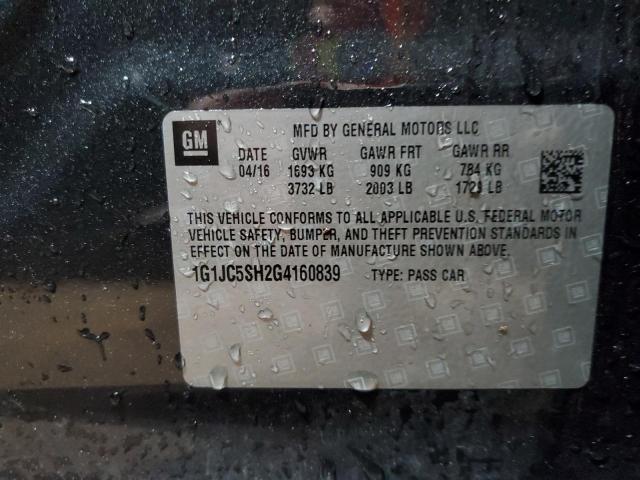 GM
MFD BY GENERAL MOTORS LLC
DATE GVWR GAWR FRT GAWR RR
04/16 1693 KG 909 KG 784 KG
3732 LB 2003 LB 1729 LB
THIS VEHICLE CONFORMS TO ALL APPLICABLE U.S. FEDERAL MOTOR
VEHICLE SAFETY, BUMPER, AND THEFT PREVENTION STANDARDS IN
EFFECT ON THE DATE OF MANUFACTURE SHOWN ABOVE.
1G1JC5SH2G4160839 TYPE: PASS CAR